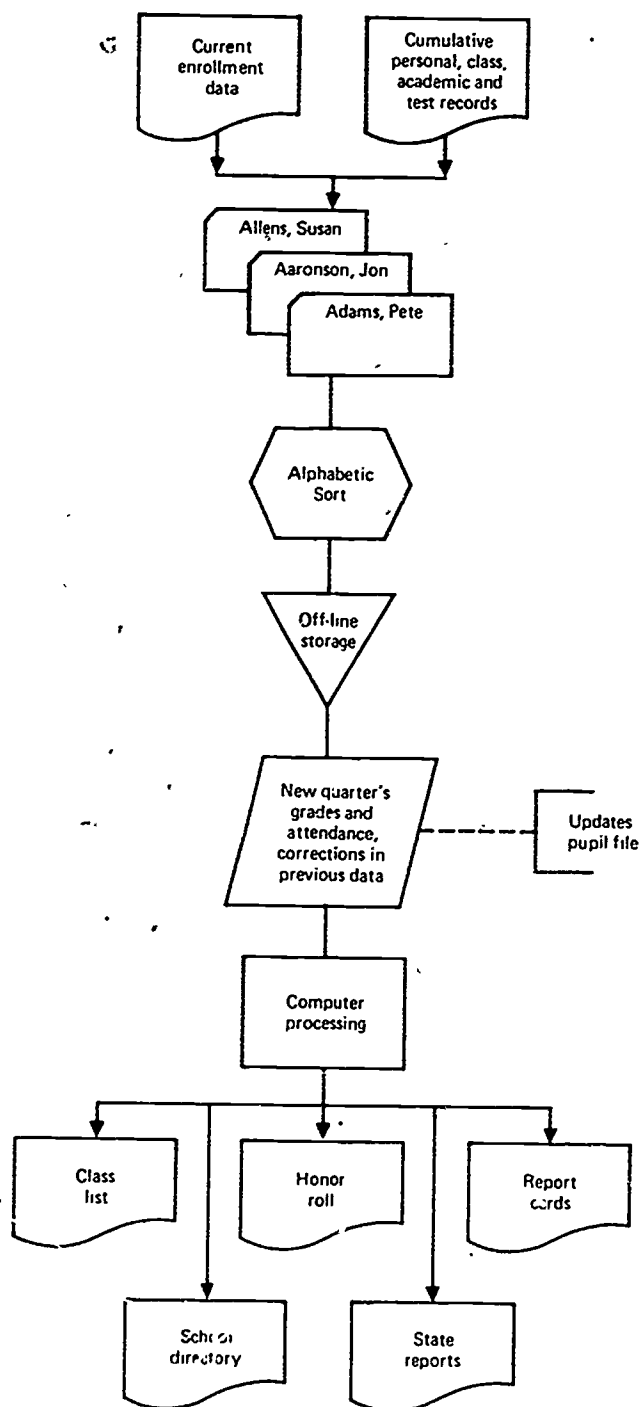 Current
enrollment
data
Cumulative
personal, class,
academic and
test records
Allens, Susan
Aaronson, Jon
Adams, Pete
Alphabetic
Sort
Off-line
storage
New quarter's
grades and
attendance,
corrections in
previous data
Updates
pupil file
Computer
processing
Class
list
Honor
roll
Report
cards
School
directory
State
reports